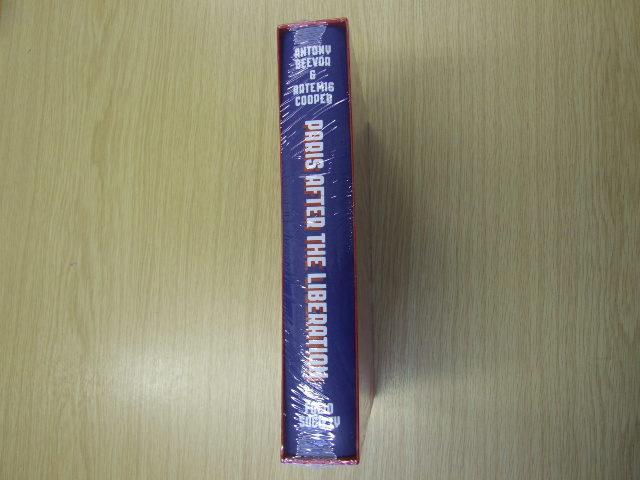 ANTONY
BEEVOR
&
ARTEMIS
COOPER
PARIS AFTER THE LIBERATION
FOLIO
SOCIETY